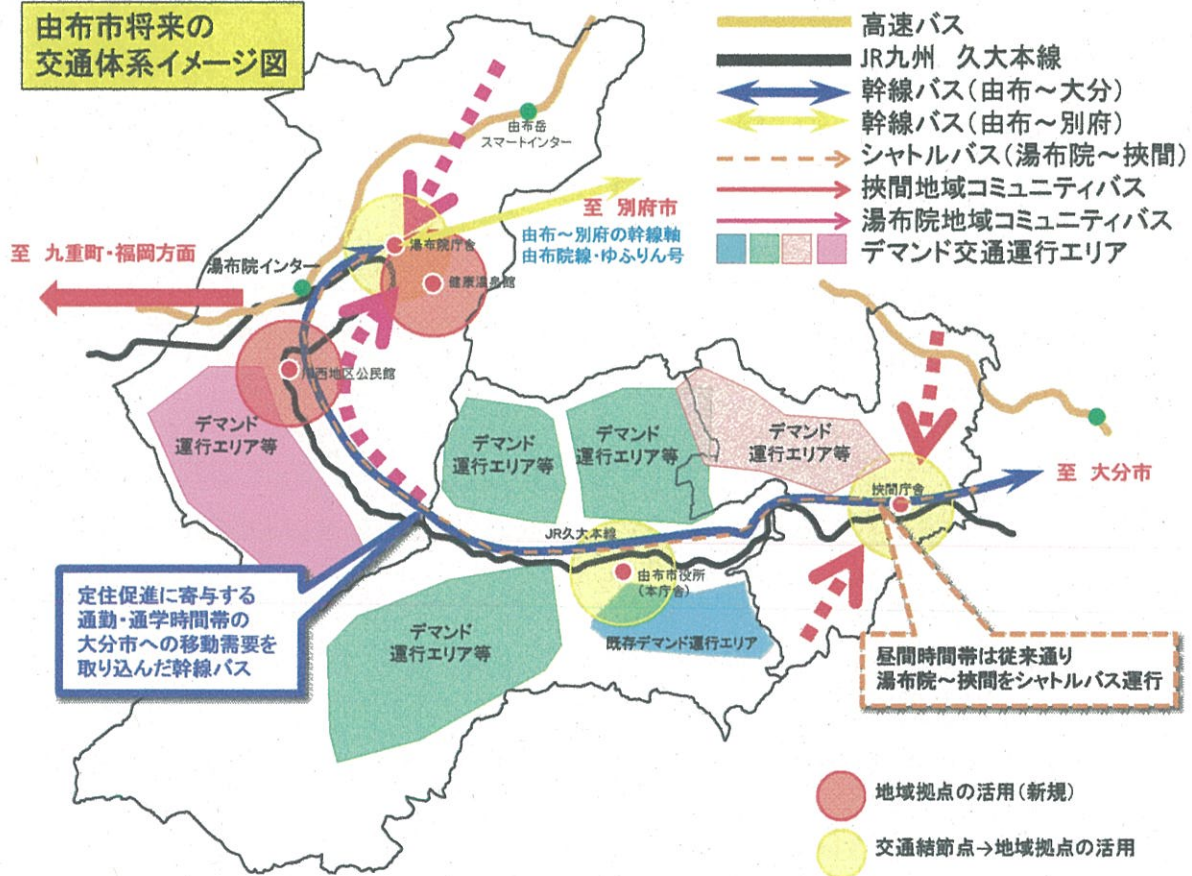 由布市将来の
交通体系イメージ図
高速バス
JR九州 久大本線
幹線バス(由布~大分)
幹線バス(由布~別府)
シャトルバス(湯布院~挾間)
挾間地域コミュニティバス
湯布院地域コミュニティバス
デマンド交通運行エリア
由布岳
スマートインター
至 別府市
由布~別府の幹線軸
由布院線・ゆふりん号
湯布院庁舎
至 九重町・福岡方面
湯布院インター
健康温泉館
川西地区公民館
デマンド
運行エリア等
デマンド
運行エリア等
デマンド
運行エリア等
デマンド
運行エリア等
至 大分市
挾間庁舎
JR久大本線
由布市役所
(本庁舎)
定住促進に寄与する
通勤・通学時間帯の
大分市への移動需要を
取り込んだ幹線バス
デマンド
運行エリア等
既存デマンド運行エリア
昼間時間帯は従来通り
湯布院~挾間をシャトルバス運行
地域拠点の活用(新規)
交通結節点→地域拠点の活用